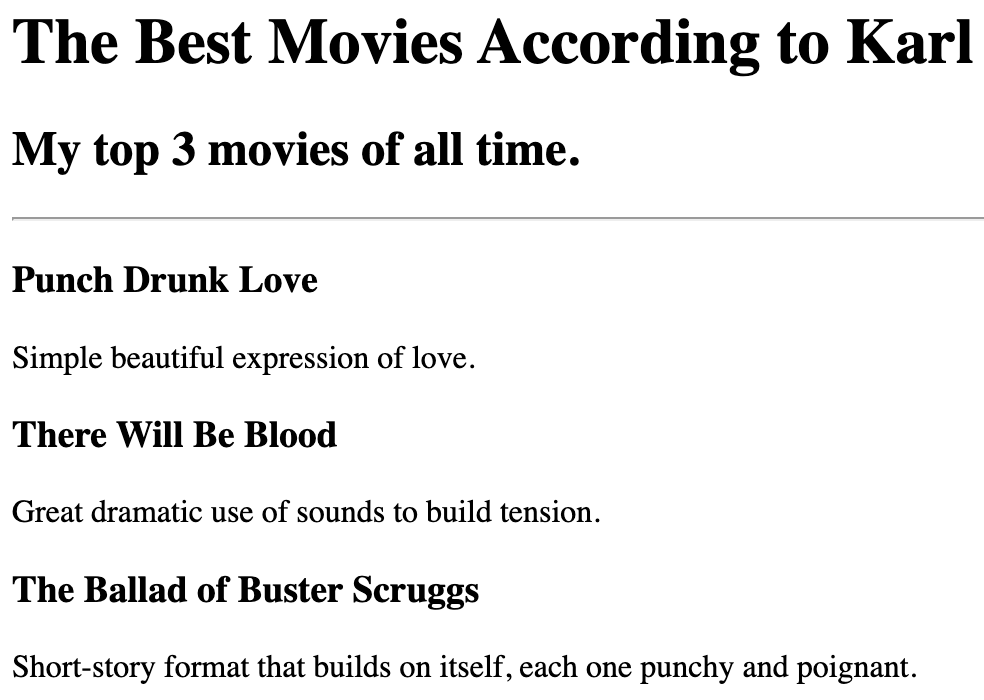 The Best Movies According to Karl
My top 3 movies of all time.
Punch Drunk Love
Simple beautiful expression of love.
There Will Be Blood
Great dramatic use of sounds to build tension.
The Ballad of Buster Scruggs
Short-story format that builds on itself, each one punchy and poignant.